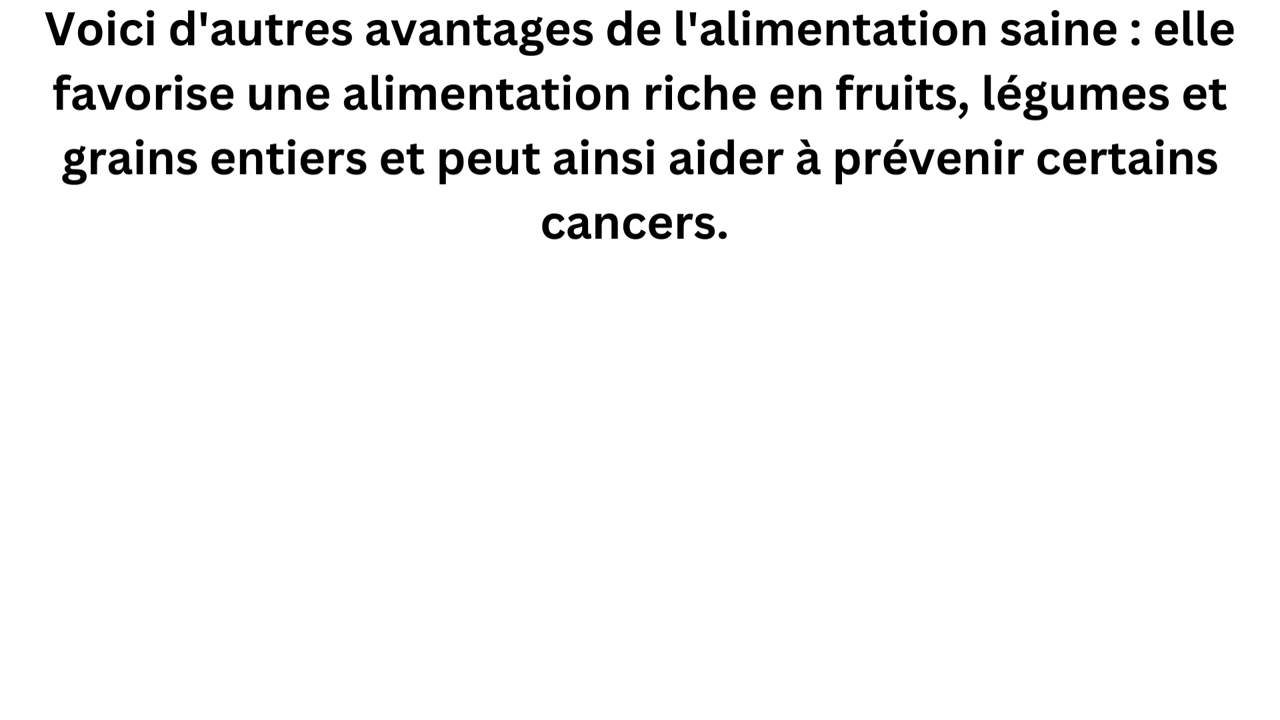 Voici d'autres avantages de l'alimentation saine : elle
favorise une alimentation riche en fruits, légumes et
grains entiers et peut ainsi aider à prévenir certains
cancers.